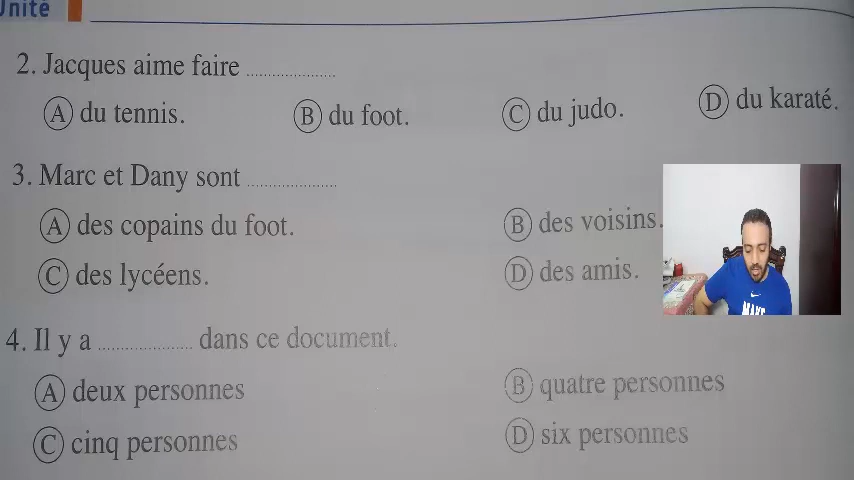 Unité
2. Jacques aime faire ....................
A du tennis. B du foot. C du judo. D du karaté.
3. Marc et Dany sont ....................
A des copains du foot. B des voisins.
C des lycéens. D des amis.
4. Il y a .................... dans ce document.
A deux personnes B quatre personnes
C cinq personnes D six personnes